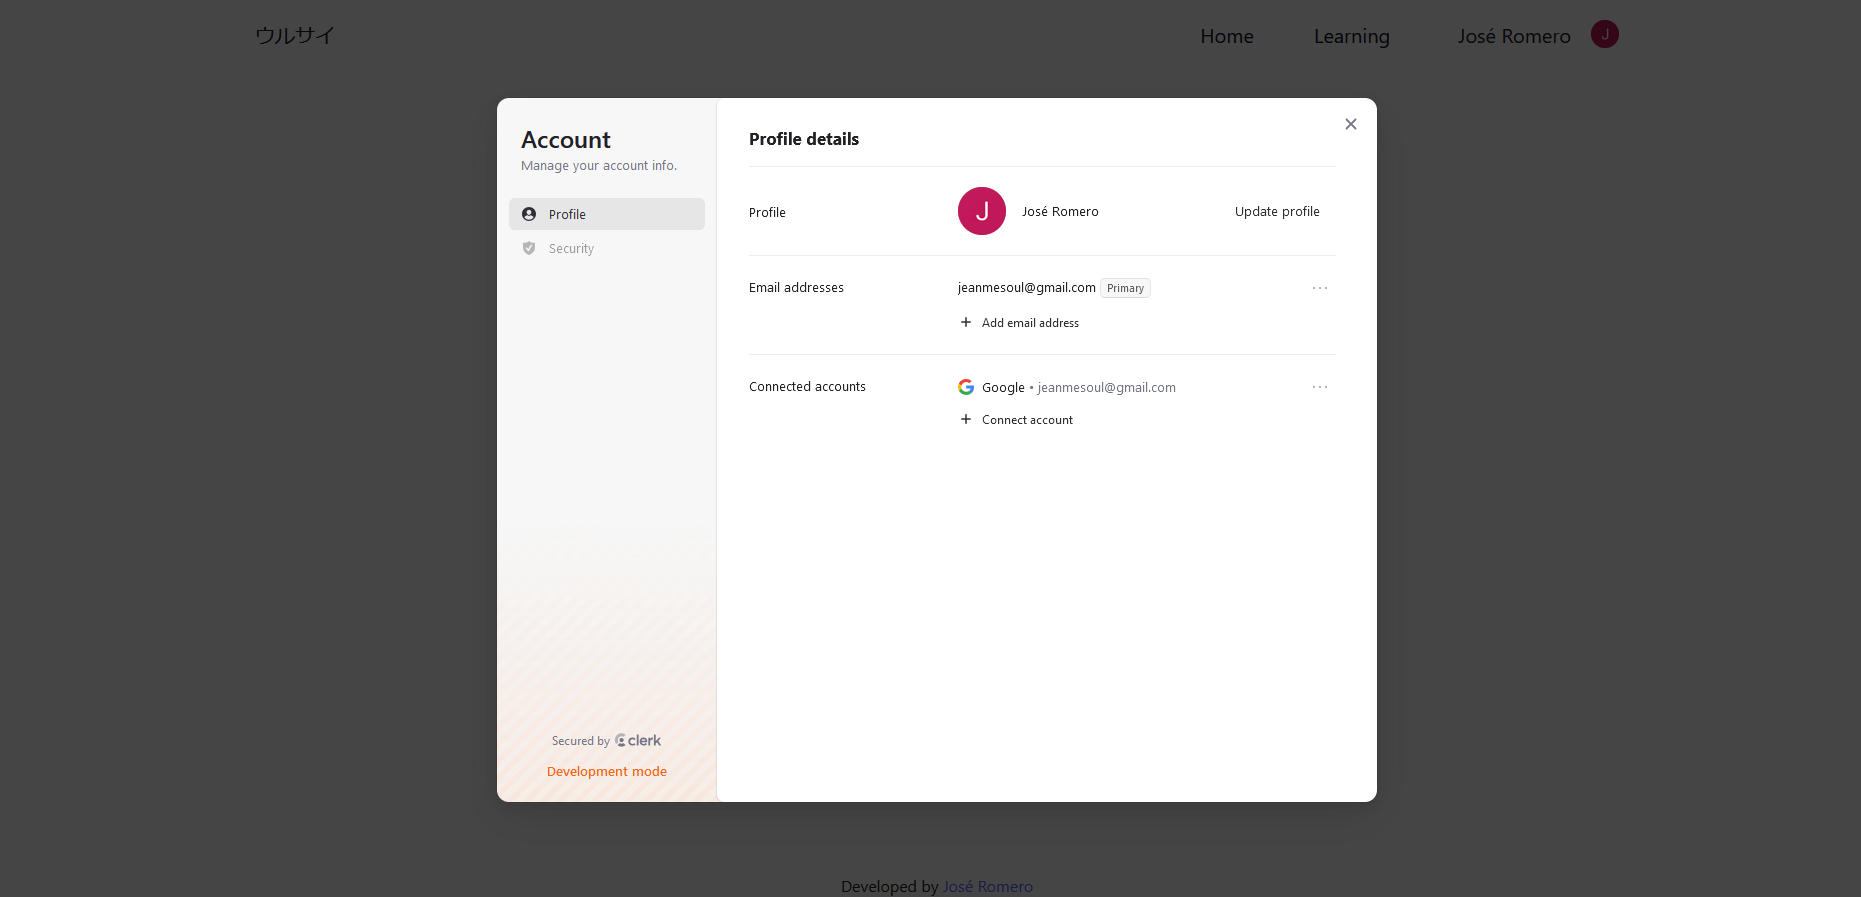 ウルサイ
Home
Learning
José Romero
J
Account
Manage your account info.
Profile
Security
Secured by clerk
Development mode
Profile details
Profile
J
José Romero
Update profile
Email addresses
jeanmesoul@gmail.com Primary
Add email address
Connected accounts
Google • jeanmesoul@gmail.com
Connect account
Developed by José Romero